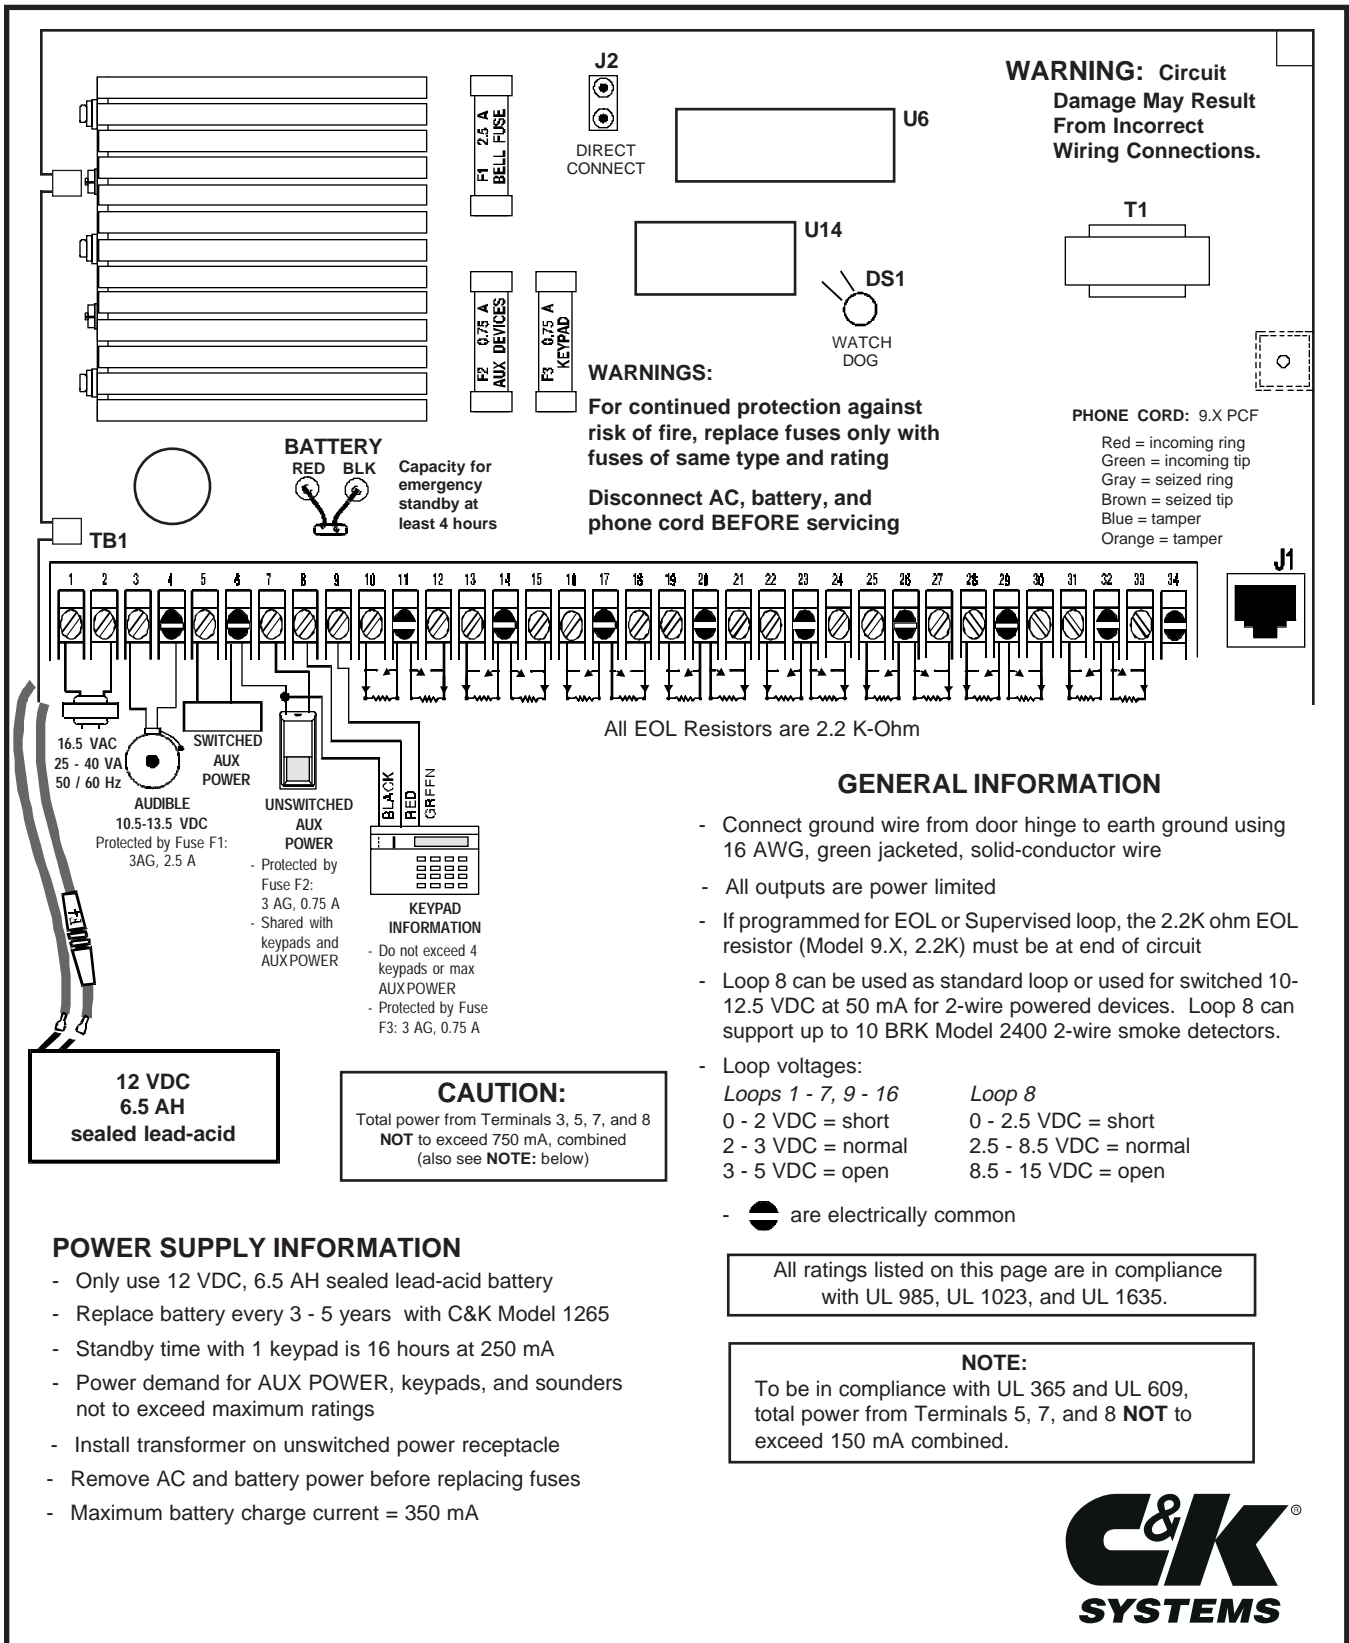 J2
WARNING: Circuit
Damage May Result
From Incorrect
Wiring Connections.
F1 2.5 A
BELL FUSE
DIRECT
CONNECT
U6
U14
T1
DS1
WATCH
DOG
F2 0.75 A
AUX DEVICES
F3 0.75 A
KEYPAD
WARNINGS:
For continued protection against
risk of fire, replace fuses only with
fuses of same type and rating
Disconnect AC, battery, and
phone cord BEFORE servicing
PHONE CORD: 9.X PCF
Red = incoming ring
Green = incoming tip
Gray = seized ring
Brown = seized tip
Blue = tamper
Orange = tamper
BATTERY
RED BLK
Capacity for
emergency
standby at
least 4 hours
TB1
J1
1 2 3 4 5 6 7 8 9 10 11 12 13 14 15 16 17 18 19 20 21 22 23 24 25 26 27 28 29 30 31 32 33 34
All EOL Resistors are 2.2 K-Ohm
16.5 VAC
25 - 40 VA
50 / 60 Hz
AUDIBLE
10.5-13.5 VDC
Protected by Fuse F1:
3AG, 2.5 A
SWITCHED
AUX
POWER
UNSWITCHED
AUX
POWER
- Protected by
Fuse F2:
3 AG, 0.75 A
- Shared with
keypads and
AUX POWER
BLACK
RED
GREEN
KEYPAD
INFORMATION
- Do not exceed 4
keypads or max
AUX POWER
- Protected by Fuse
F3: 3 AG, 0.75 A
12 VDC
6.5 AH
sealed lead-acid
CAUTION:
Total power from Terminals 3, 5, 7, and 8
NOT to exceed 750 mA, combined
(also see NOTE: below)
POWER SUPPLY INFORMATION
- Only use 12 VDC, 6.5 AH sealed lead-acid battery
- Replace battery every 3 - 5 years with C&K Model 1265
- Standby time with 1 keypad is 16 hours at 250 mA
- Power demand for AUX POWER, keypads, and sounders
not to exceed maximum ratings
- Install transformer on unswitched power receptacle
- Remove AC and battery power before replacing fuses
- Maximum battery charge current = 350 mA
GENERAL INFORMATION
- Connect ground wire from door hinge to earth ground using
16 AWG, green jacketed, solid-conductor wire
- All outputs are power limited
- If programmed for EOL or Supervised loop, the 2.2K ohm EOL
resistor (Model 9.X, 2.2K) must be at end of circuit
- Loop 8 can be used as standard loop or used for switched 10-
12.5 VDC at 50 mA for 2-wire powered devices. Loop 8 can
support up to 10 BRK Model 2400 2-wire smoke detectors.
- Loop voltages:
Loops 1 - 7, 9 - 16 Loop 8
0 - 2 VDC = short 0 - 2.5 VDC = short
2 - 3 VDC = normal 2.5 - 8.5 VDC = normal
3 - 5 VDC = open 8.5 - 15 VDC = open
- are electrically common
All ratings listed on this page are in compliance
with UL 985, UL 1023, and UL 1635.
NOTE:
To be in compliance with UL 365 and UL 609,
total power from Terminals 5, 7, and 8 NOT to
exceed 150 mA combined.
C&K ®
SYSTEMS